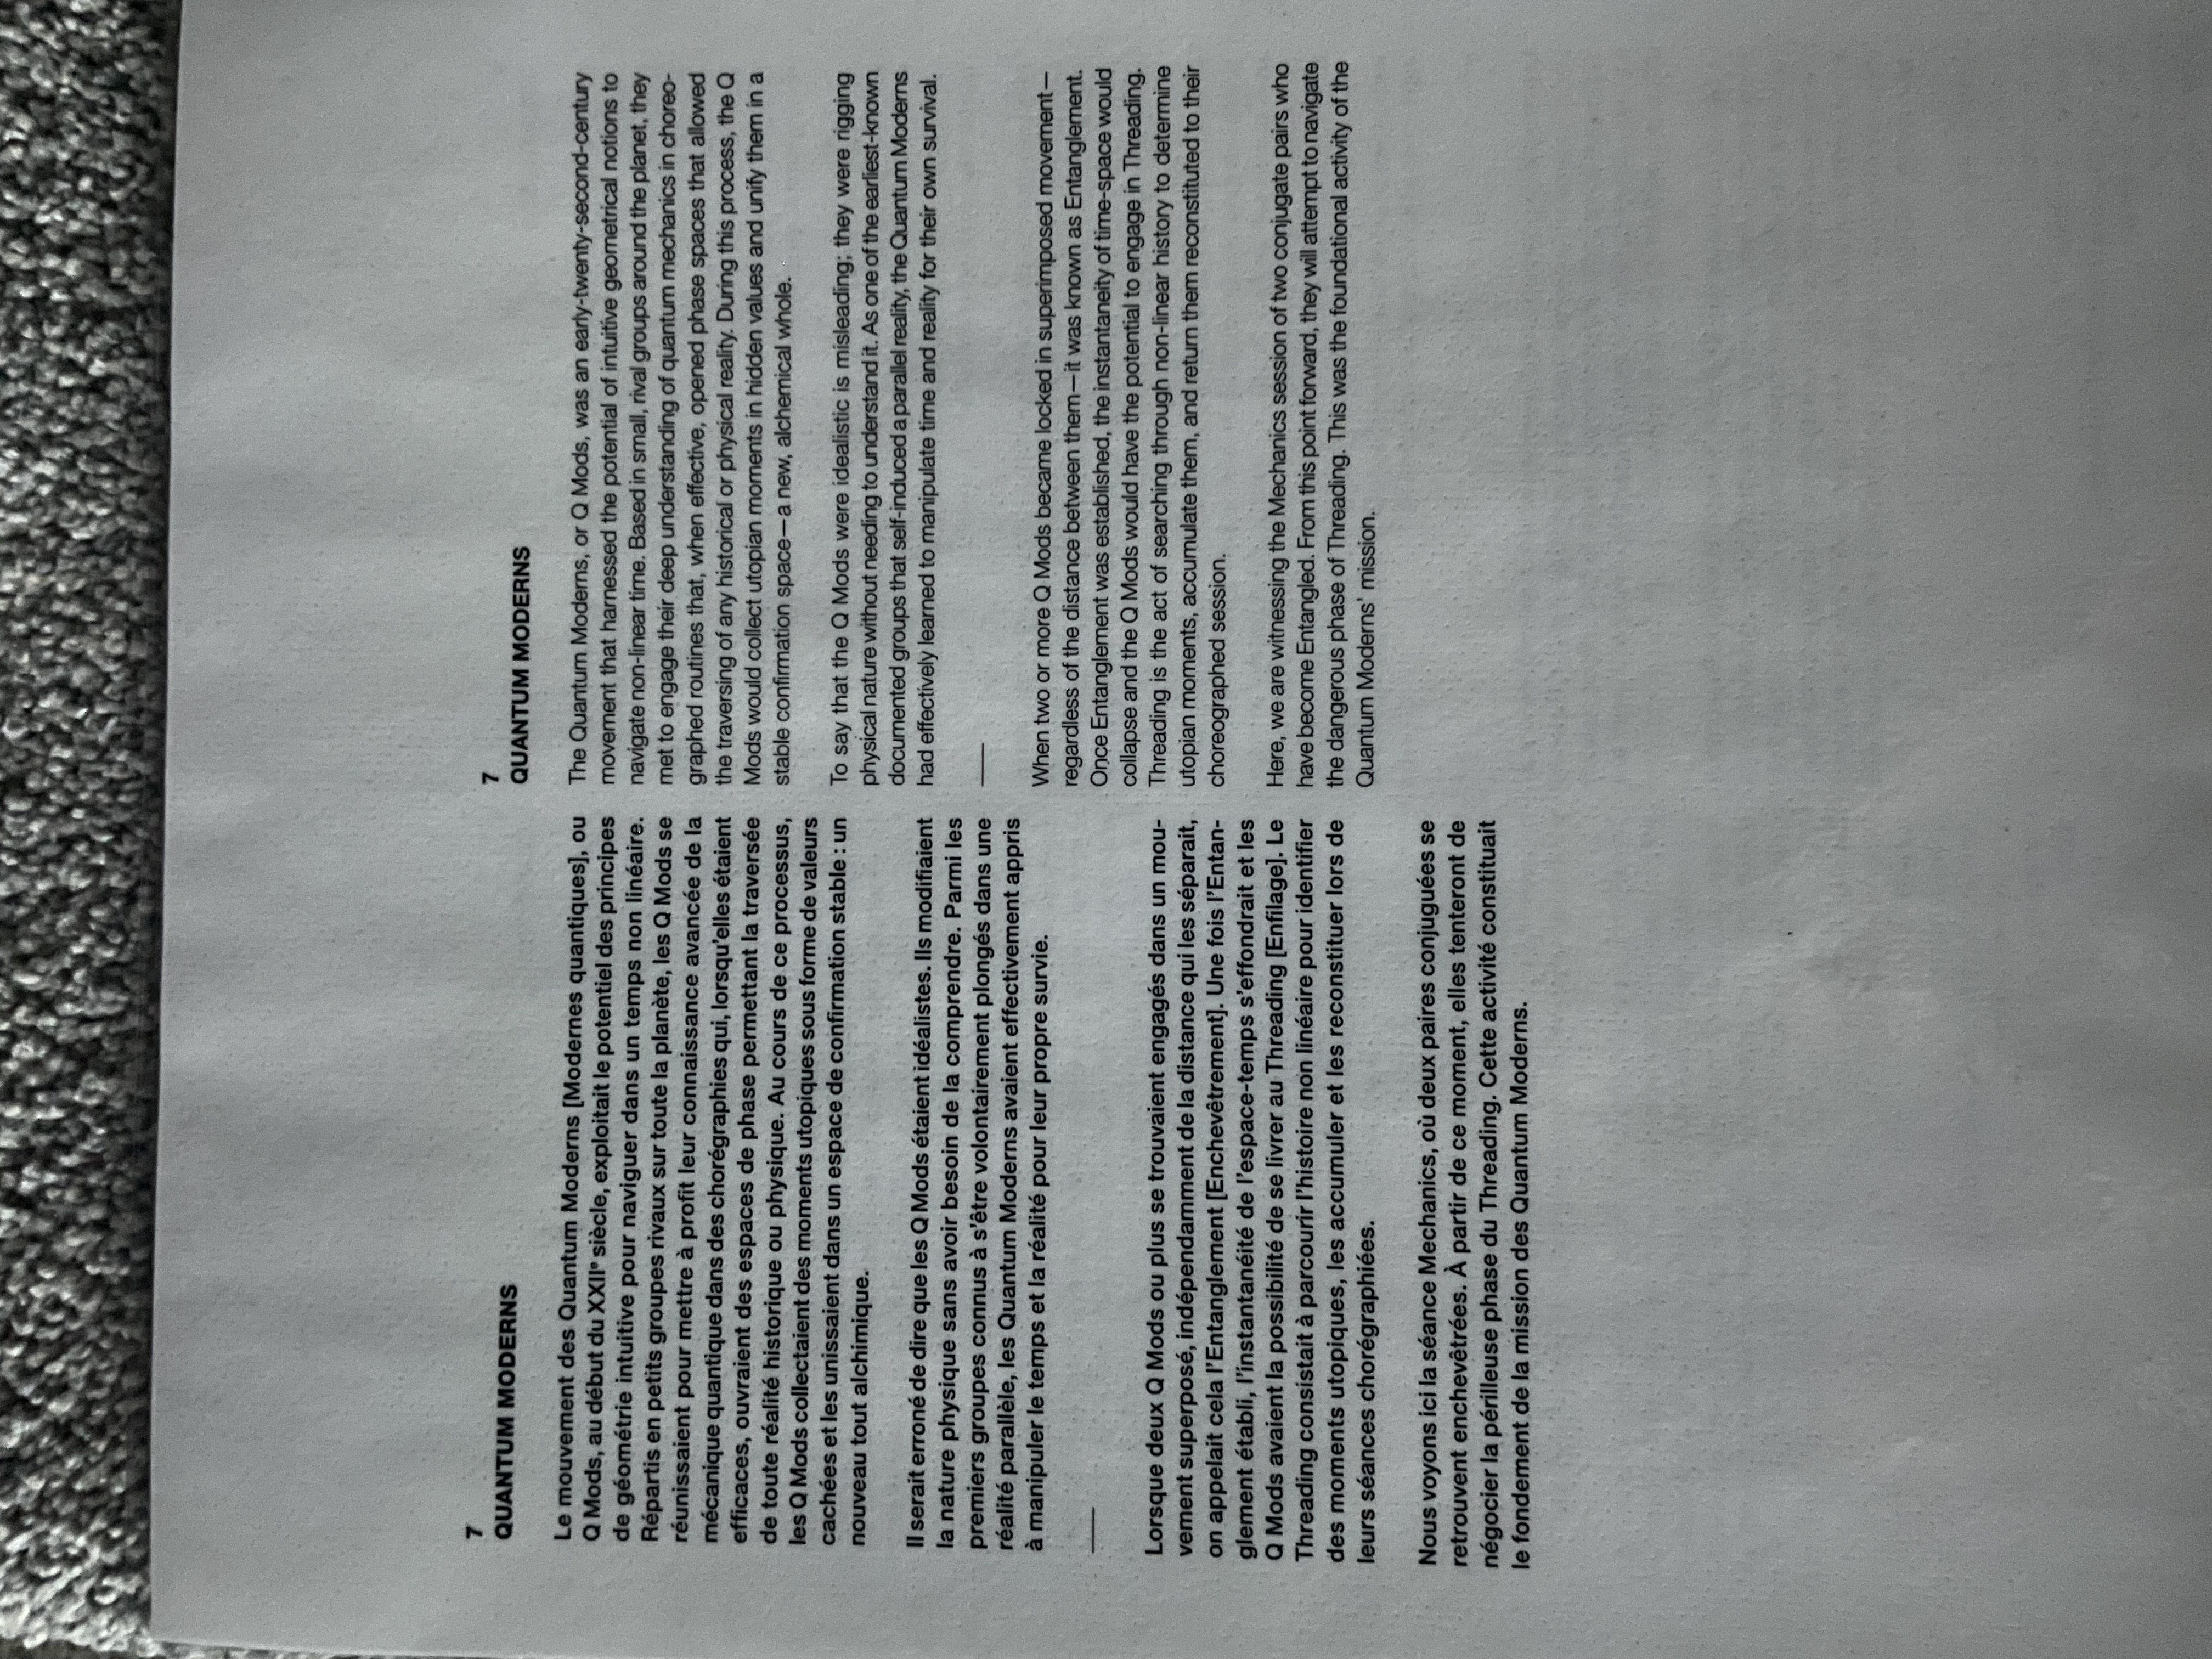 7
QUANTUM MODERNS
Le mouvement des Quantum Moderns [Modernes quantiques], ou
Q Mods, au début du XXIIᵉ siècle, exploitait le potentiel des principes
de géométrie intuitive pour naviguer dans un temps non linéaire.
Répartis en petits groupes rivaux sur toute la planète, les Q Mods se
réunissaient pour mettre à profit leur connaissance avancée de la
mécanique quantique dans des chorégraphies qui, lorsqu'elles étaient
efficaces, ouvraient des espaces de phase permettant la traversée
de toute réalité historique ou physique. Au cours de ce processus,
les Q Mods collectaient des moments utopiques sous forme de valeurs
cachées et les unissaient dans un espace de confirmation stable : un
nouveau tout alchimique.
Il serait erroné de dire que les Q Mods étaient idéalistes. Ils modifiaient
la nature physique sans avoir besoin de la comprendre. Parmi les
premiers groupes connus à s'être volontairement plongés dans une
réalité parallèle, les Quantum Moderns avaient effectivement appris
à manipuler le temps et la réalité pour leur propre survie.
Lorsque deux Q Mods ou plus se trouvaient engagés dans un mou-
vement superposé, indépendamment de la distance qui les séparait,
on appelait cela l'Entanglement [Enchevêtrement]. Une fois l'Entan-
glement établi, l'instantanéité de l'espace-temps s'effondrait et les
Q Mods avaient la possibilité de se livrer au Threading [Enfilage]. Le
Threading consistait à parcourir l'histoire non linéaire pour identifier
des moments utopiques, les accumuler et les reconstituer lors de
leurs séances chorégraphiées.
Nous voyons ici la séance Mechanics, où deux paires conjuguées se
retrouvent enchevêtrées. À partir de ce moment, elles tenteront de
négocier la périlleuse phase du Threading. Cette activité constituait
le fondement de la mission des Quantum Moderns.
7
QUANTUM MODERNS
The Quantum Moderns, or Q Mods, was an early-twenty-second-century
movement that harnessed the potential of intuitive geometrical notions to
navigate non-linear time. Based in small, rival groups around the planet, they
met to engage their deep understanding of quantum mechanics in choreo-
graphed routines that, when effective, opened phase spaces that allowed
the traversing of any historical or physical reality. During this process, the Q
Mods would collect utopian moments in hidden values and unify them in a
stable confirmation space—a new, alchemical whole.
To say that the Q Mods were idealistic is misleading; they were rigging
physical nature without needing to understand it. As one of the earliest-known
documented groups that self-induced a parallel reality, the Quantum Moderns
had effectively learned to manipulate time and reality for their own survival.
When two or more Q Mods became locked in superimposed movement—
regardless of the distance between them—it was known as Entanglement.
Once Entanglement was established, the instantaneity of time-space would
collapse and the Q Mods would have the potential to engage in Threading.
Threading is the act of searching through non-linear history to determine
utopian moments, accumulate them, and return them reconstituted to their
choreographed session.
Here, we are witnessing the Mechanics session of two conjugate pairs who
have become Entangled. From this point forward, they will attempt to navigate
the dangerous phase of Threading. This was the foundational activity of the
Quantum Moderns' mission.